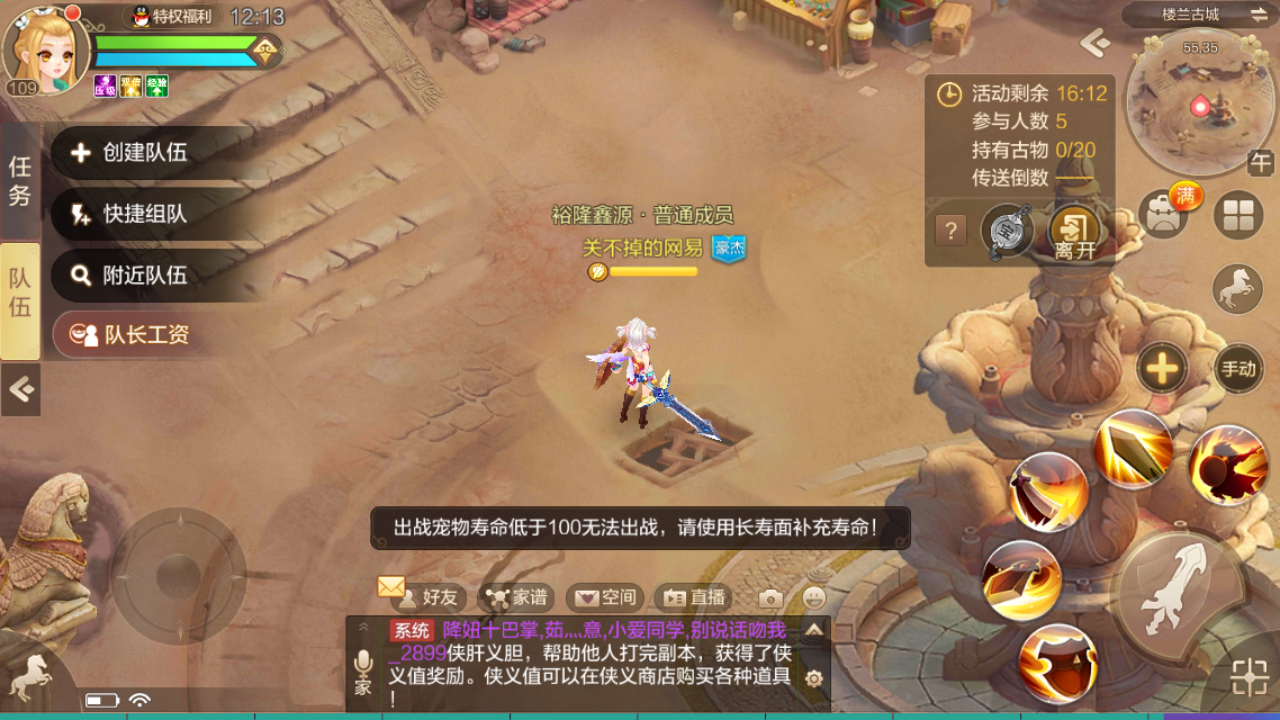 特权福利 12:13
109
压级 双倍 经验
楼兰古城
55,35
任务
队伍
创建队伍
快捷组队
附近队伍
队长工资
活动剩余 16:12
参与人数 5
持有古物 0/20
传送倒数
?
宝
离开
满
午
手动
裕隆鑫源·普通成员
关不掉的网易 豪杰
出战宠物寿命低于100无法出战，请使用长寿面补充寿命！
好友 家谱 空间 直播
家
系统 降妞十巴掌,茹灬意,小爱同学,别说话吻我
_2899侠肝义胆，帮助他人打完副本，获得了侠
义值奖励。侠义值可以在侠义商店购买各种道具
！